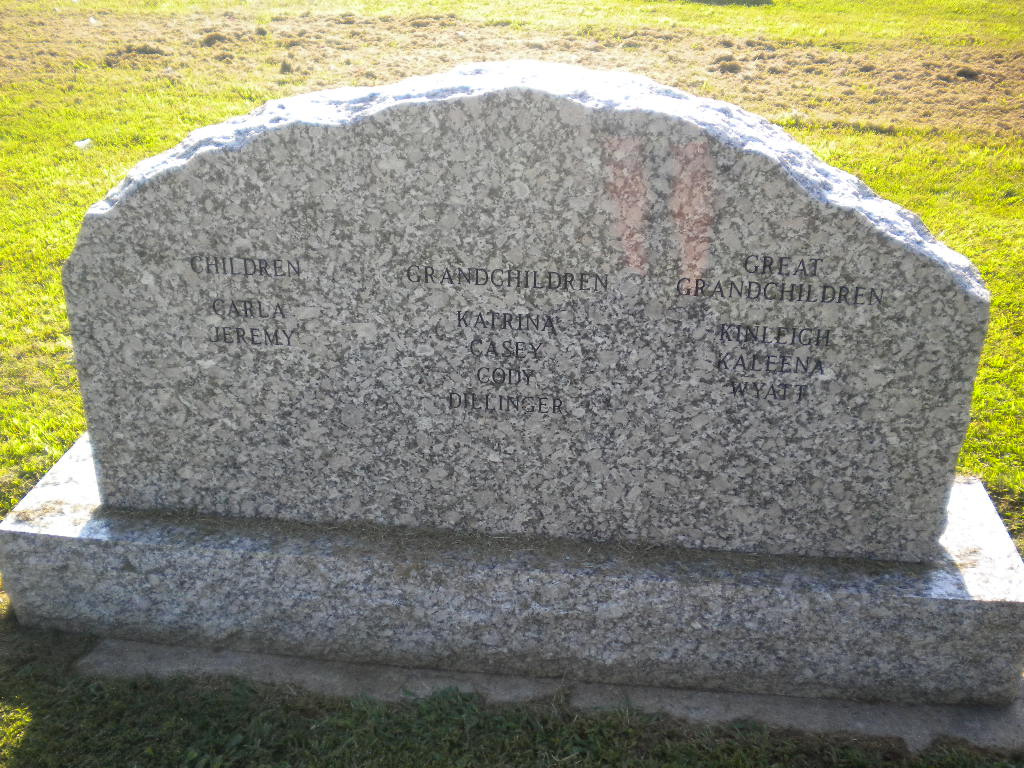 CHILDREN
CARLA
JEREMY
GRANDCHILDREN
KATRINA
CASEY
CODY
DILLINGER
GREAT
GRANDCHILDREN
KINLEIGH
KALEENA
WYATT